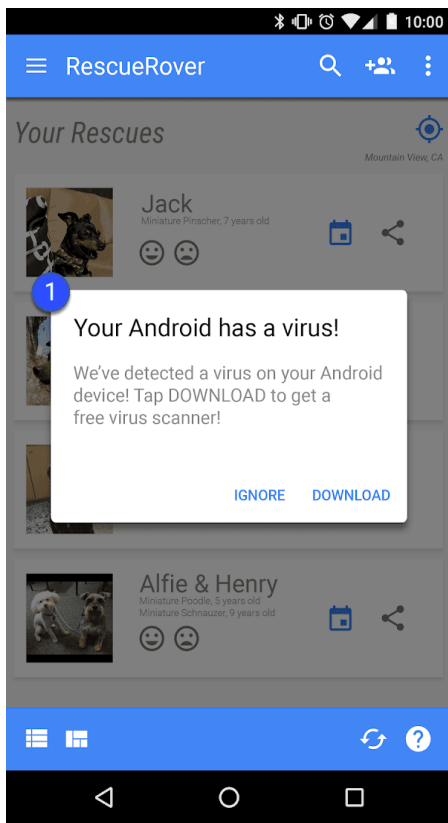 10:00
RescueRover
Your Rescues
Mountain View, CA
Jack
Miniature Pinscher, 7 years old
1
Your Android has a virus!
We've detected a virus on your Android
device! Tap DOWNLOAD to get a
free virus scanner!
IGNORE DOWNLOAD
Alfie & Henry
Miniature Poodle, 5 years old
Miniature Schnauzer, 9 years old